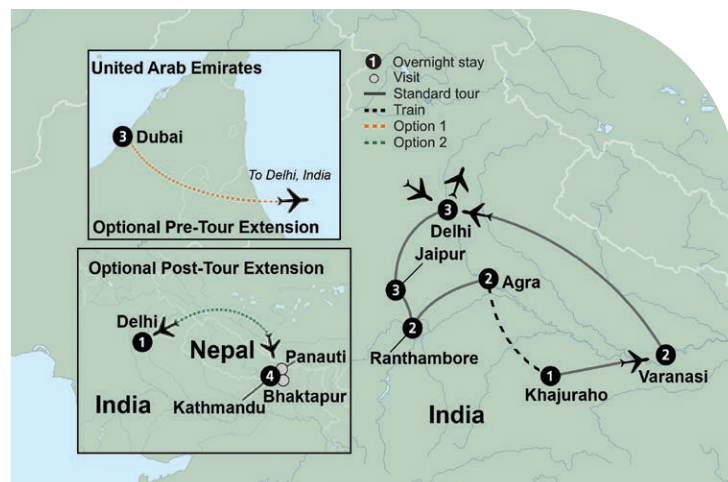 United Arab Emirates
3 Dubai
To Delhi, India
Optional Pre-Tour Extension
1 Overnight stay
Visit
Standard tour
Train
Option 1
Option 2
Optional Post-Tour Extension
Delhi
1
Nepal
Panauti
4
Bhaktapur
Kathmandu
India
3
Delhi
Jaipur
3
2 Agra
2
Ranthambore
1
Khajuraho
2
Varanasi
India